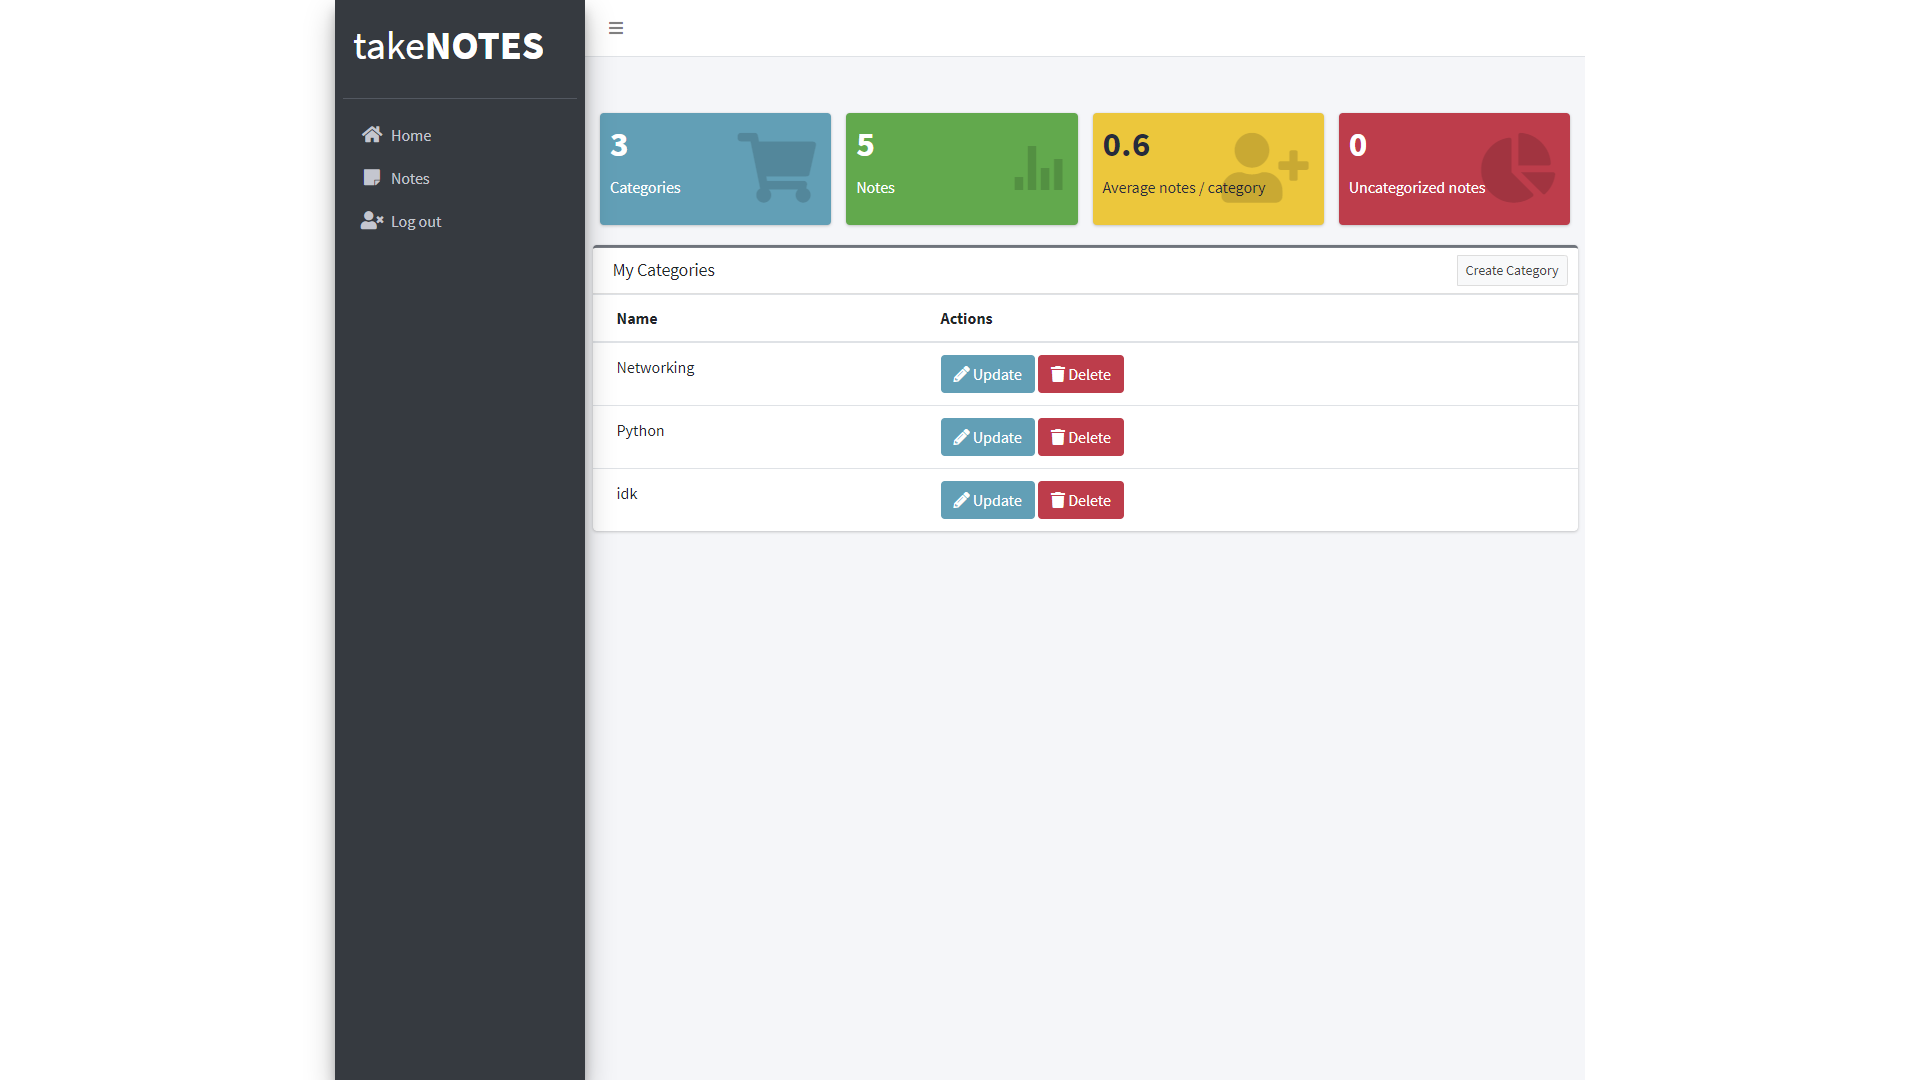 takeNOTES
Home
Notes
Log out
3
Categories
5
Notes
0.6
Average notes / category
0
Uncategorized notes
My Categories
Create Category
Name Actions
Networking Update Delete
Python Update Delete
idk Update Delete